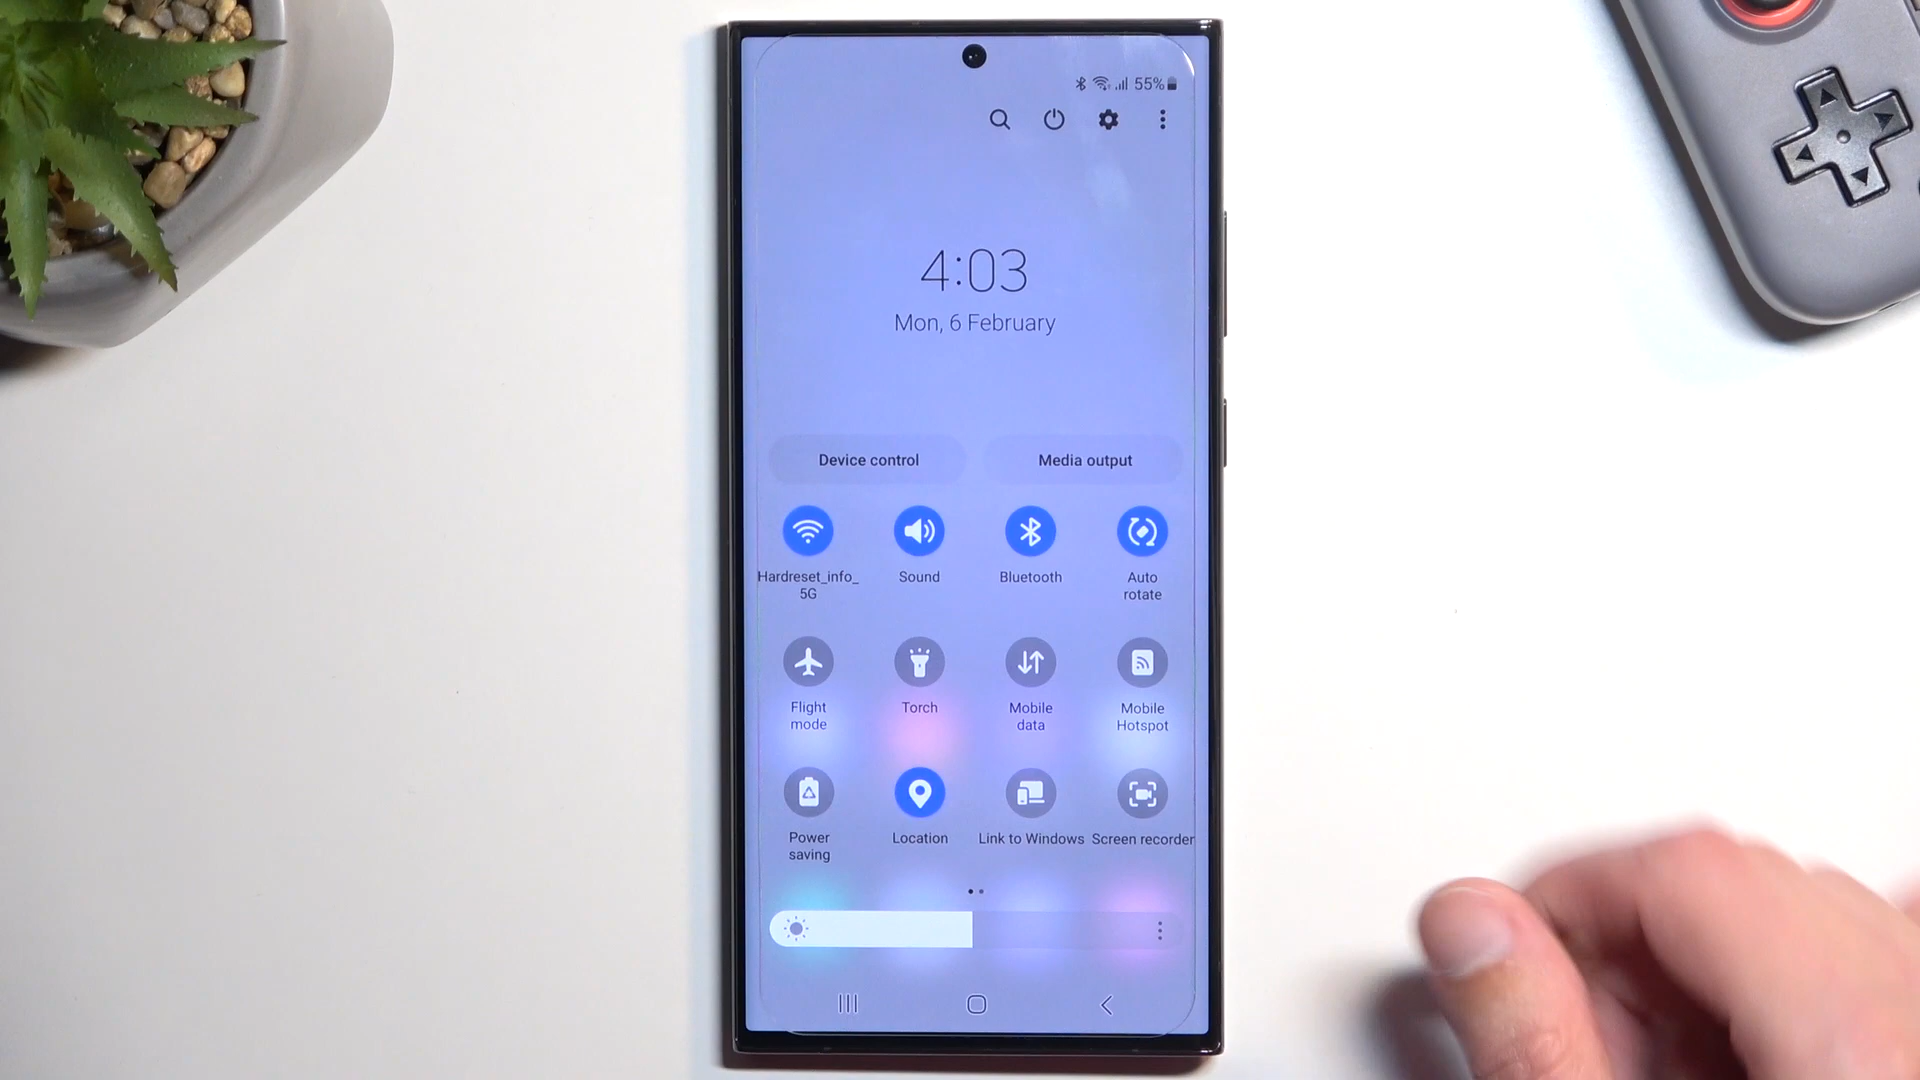 55%
4:03
Mon, 6 February
Device control
Media output
Hardreset_info_
5G
Sound
Bluetooth
Auto
rotate
Flight
mode
Torch
Mobile
data
Mobile
Hotspot
Power
saving
Location
Link to Windows
Screen recorder